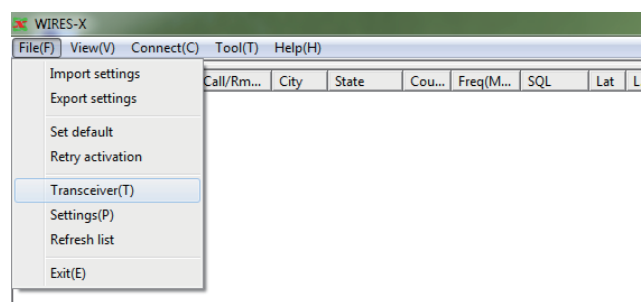 WIRES-X
File(F) View(V) Connect(C) Tool(T) Help(H)
Call/Rm... City State Cou... Freq(M... SQL Lat L
Import settings
Export settings
Set default
Retry activation
Transceiver(T)
Settings(P)
Refresh list
Exit(E)